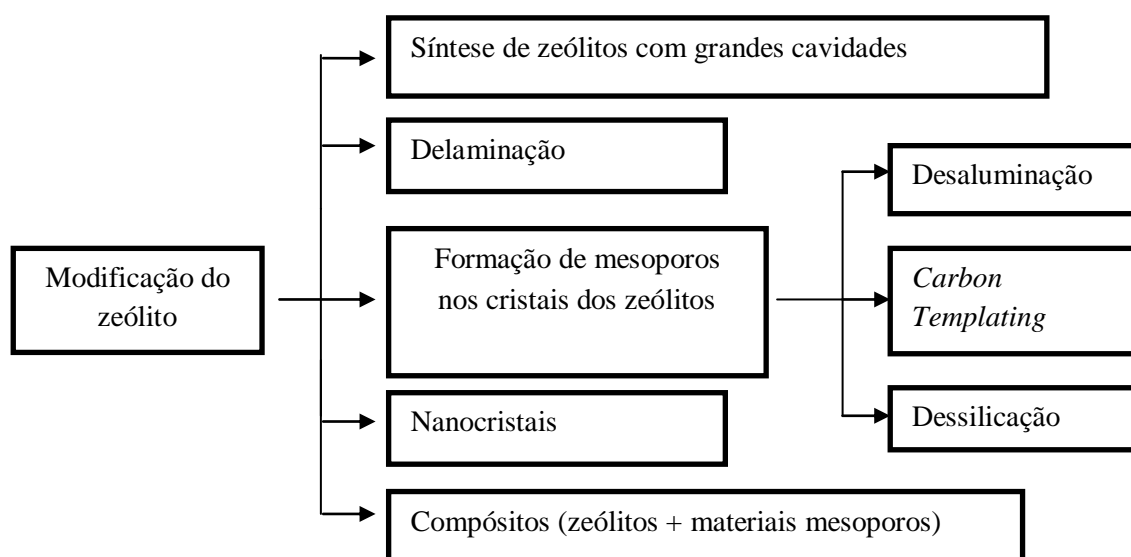 Síntese de zeólitos com grandes cavidades
Delaminação
Desaluminação
Modificação do
zeólito
Formação de mesoporos
nos cristais dos zeólitos
Carbon
Templating
Nanocristais
Dessilicação
Compósitos (zeólitos + materiais mesoporos)